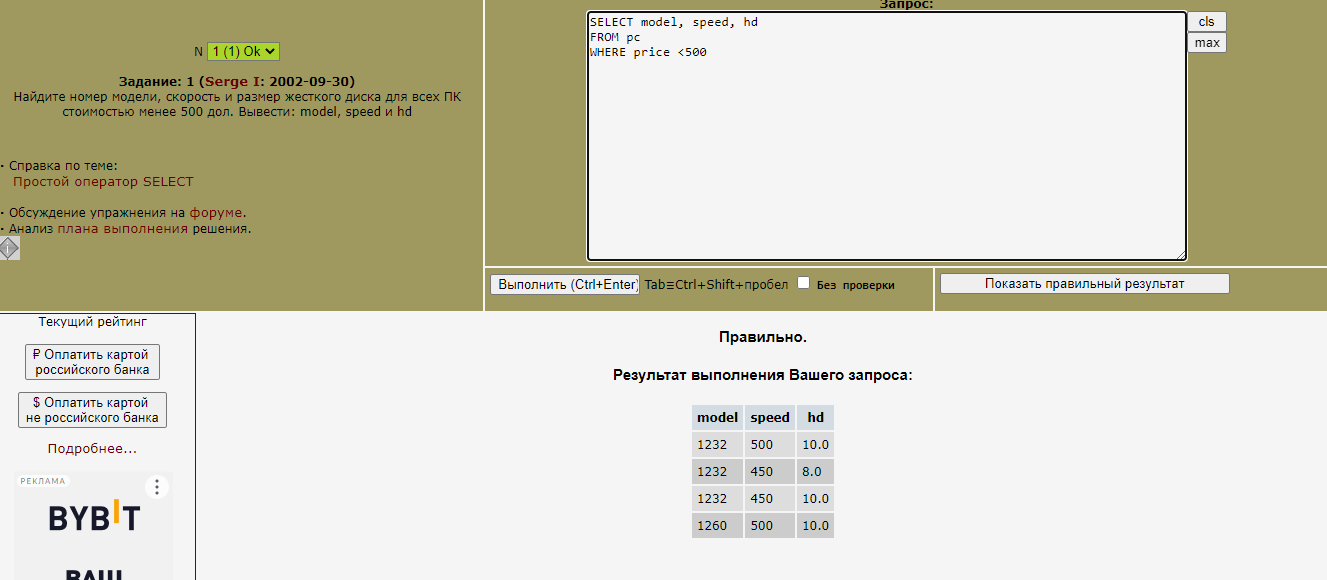 N 1 (1) Ok
Задание: 1 (Serge I: 2002-09-30)
Найдите номер модели, скорость и размер жесткого диска для всех ПК
стоимостью менее 500 дол. Вывести: model, speed и hd
· Справка по теме:
Простой оператор SELECT
· Обсуждение упражнения на форуме.
· Анализ плана выполнения решения.
Запрос:
SELECT model, speed, hd
FROM pc
WHERE price <500
cls
max
Выполнить (Ctrl+Enter) Tab≡Ctrl+Shift+пробел Без проверки
Показать правильный результат
Текущий рейтинг
₽ Оплатить картой
российского банка
$ Оплатить картой
не российского банка
Подробнее...
РЕКЛАМА
BYBIT
ВАШ
Правильно.
Результат выполнения Вашего запроса:
model speed hd
1232 500 10.0
1232 450 8.0
1232 450 10.0
1260 500 10.0